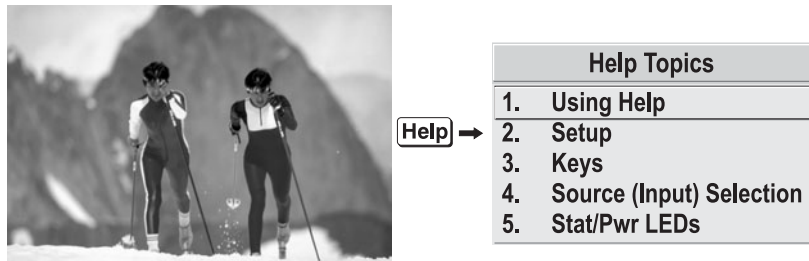 Help
Help Topics
1. Using Help
2. Setup
3. Keys
4. Source (Input) Selection
5. Stat/Pwr LEDs